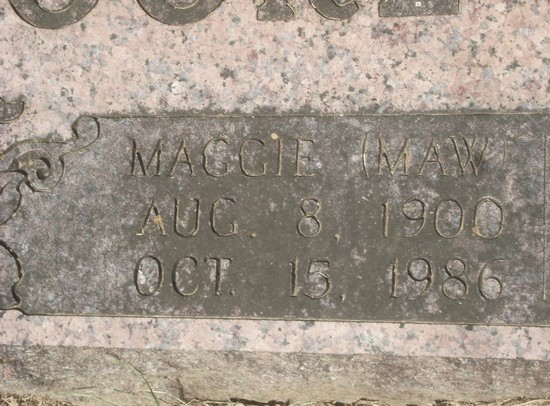 MAGGIE (MAW)
AUG. 8, 1900
OCT. 15, 1986